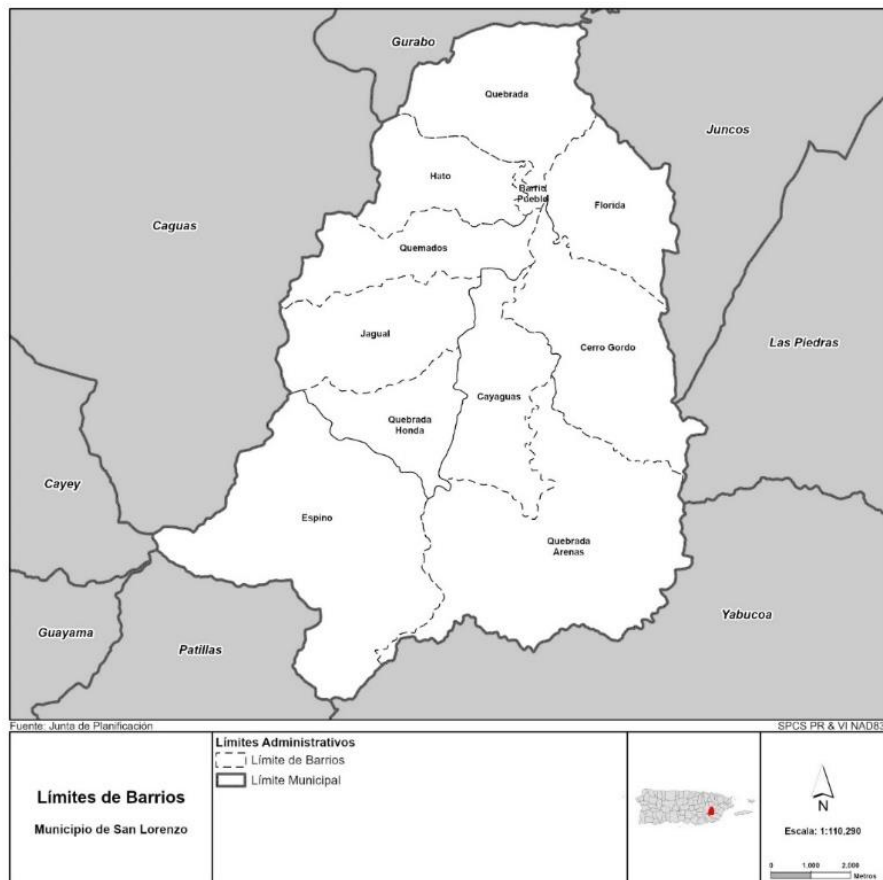 Gurabo
Quebrada
Juncos
Hato
Barrio
Pueblo
Florida
Caguas
Quemados
Jagual
Cerro Gordo
Las Piedras
Cayaguas
Quebrada
Honda
Cayey
Espino
Quebrada
Arenas
Yabucoa
Guayama
Patillas
Fuente: Junta de Planificación
SPCS PR & VI NAD83
Límites de Barrios
Municipio de San Lorenzo
Límites Administrativos
Límite de Barrios
Límite Municipal
N
Escala: 1:110,290
0 1,000 2,000
Metros